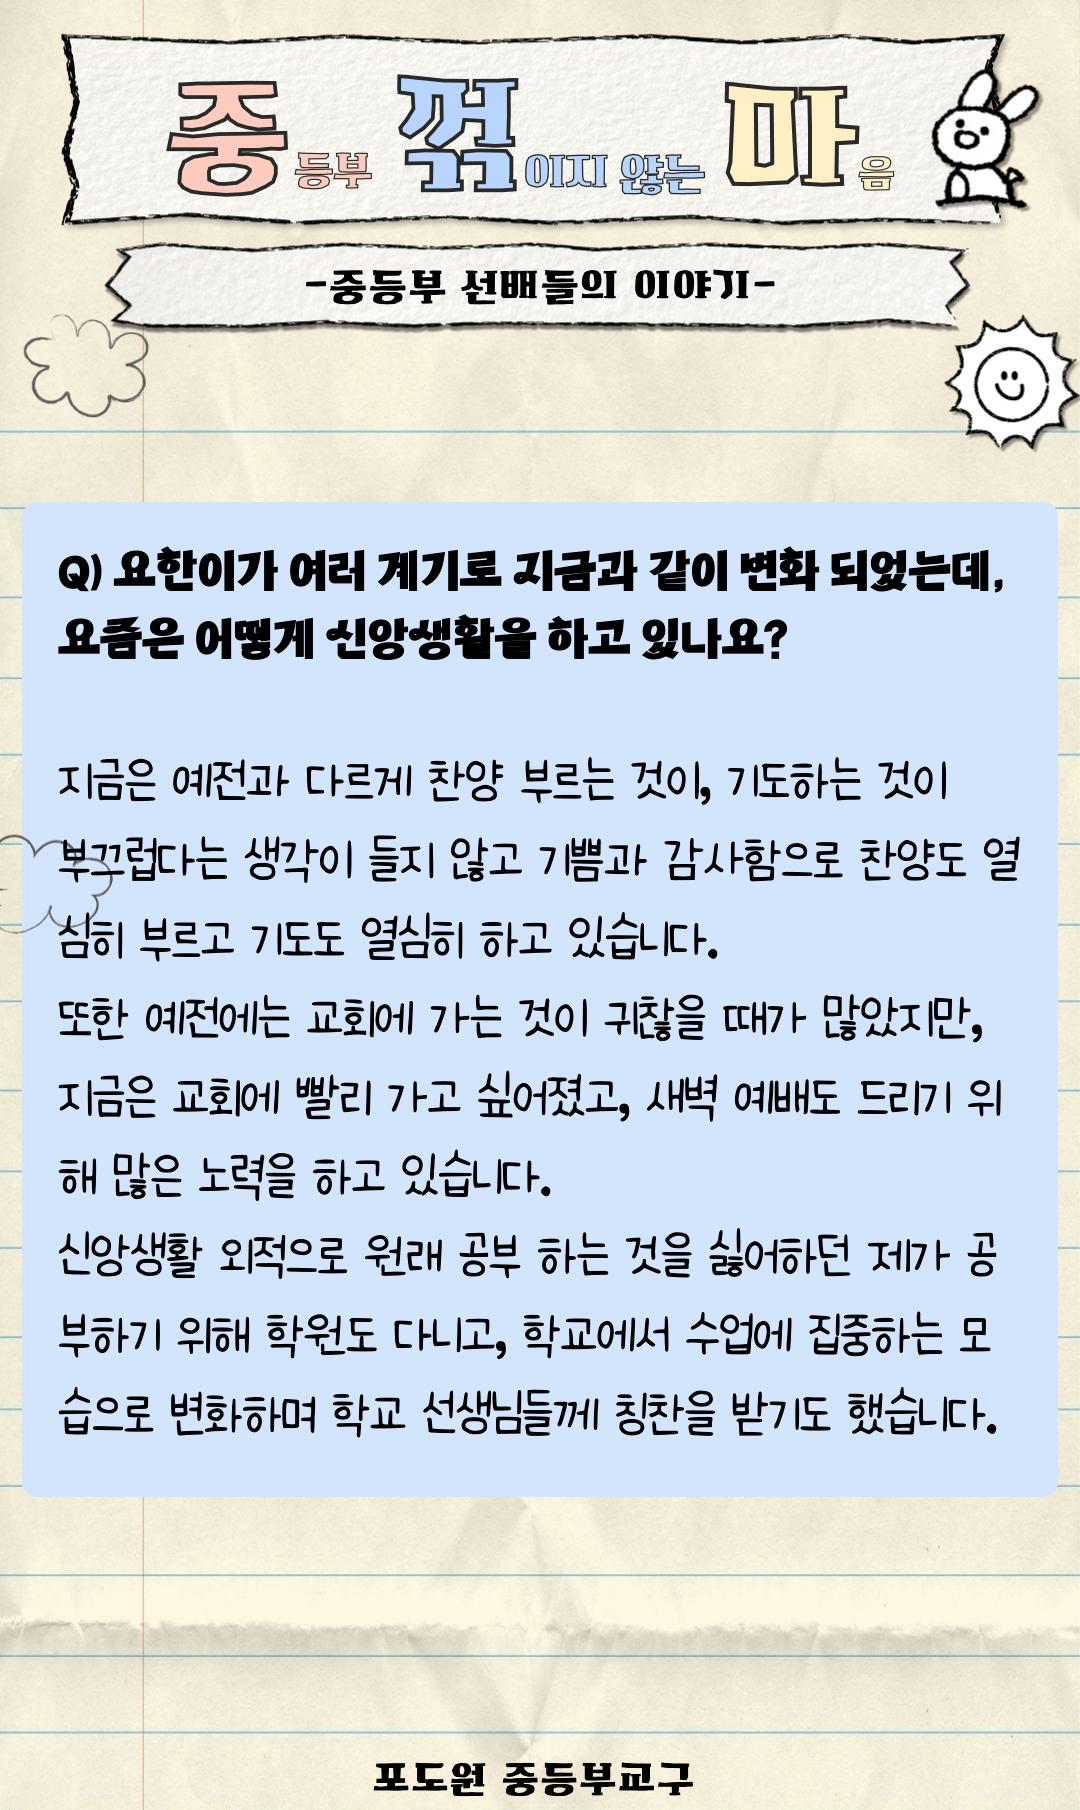 중등부 꺾이지 않는 마음
-중등부 선배들의 이야기-
Q) 요한이가 여러 계기로 지금과 같이 변화 되었는데,
요즘은 어떻게 신앙생활을 하고 있나요?
지금은 예전과 다르게 찬양 부르는 것이, 기도하는 것이
부끄럽다는 생각이 들지 않고 기쁨과 감사함으로 찬양도 열
심히 부르고 기도도 열심히 하고 있습니다.
또한 예전에는 교회에 가는 것이 귀찮을 때가 많았지만,
지금은 교회에 빨리 가고 싶어졌고, 새벽 예배도 드리기 위
해 많은 노력을 하고 있습니다.
신앙생활 외적으로 원래 공부 하는 것을 싫어하던 제가 공
부하기 위해 학원도 다니고, 학교에서 수업에 집중하는 모
습으로 변화하며 학교 선생님들께 칭찬을 받기도 했습니다.
포도원 중등부교구